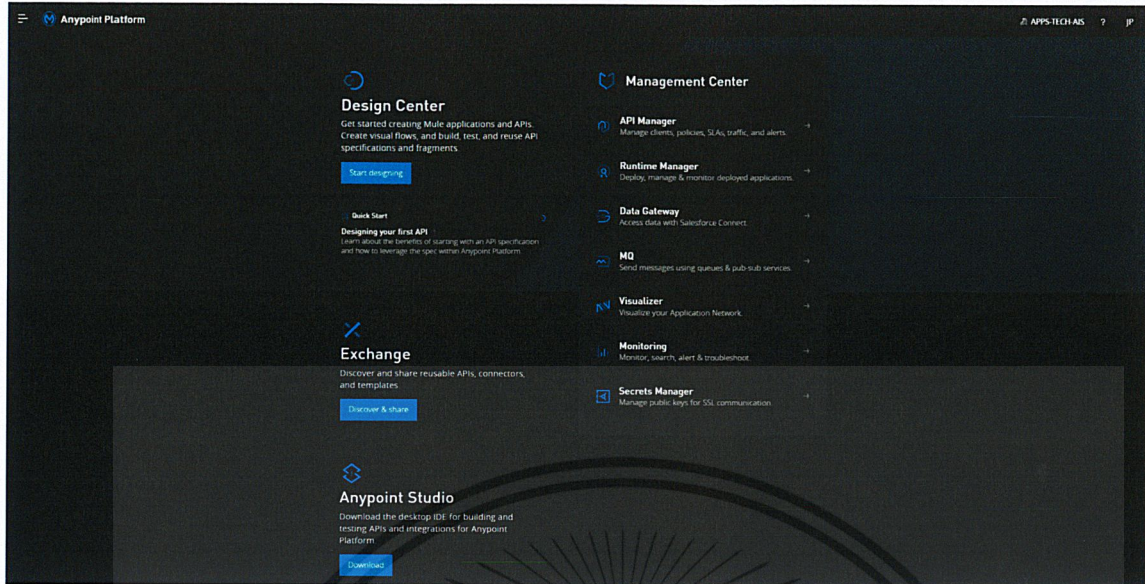 Anypoint Platform
APPS-TECH-AIS ? JP
Design Center
Get started creating Mule applications and APIs.
Create visual flows, and build, test, and reuse API
specifications and fragments.
Start designing
Quick Start
Designing your first API
Learn about the benefits of starting with an API specification
and how to leverage the spec within Anypoint Platform.
Exchange
Discover and share reusable APIs, connectors,
and templates.
Discover & share
Anypoint Studio
Download the desktop IDE for building and
testing APIs and integrations for Anypoint
Platform
Download
Management Center
API Manager
Manage clients, policies, SLAs, traffic, and alerts.
Runtime Manager
Deploy, manage & monitor deployed applications.
Data Gateway
Access data with Salesforce Connect.
MQ
Send messages using queues & pub-sub services.
Visualizer
Visualize your Application Network.
Monitoring
Monitor, search, alert & troubleshoot.
Secrets Manager
Manage public keys for SSL communication.